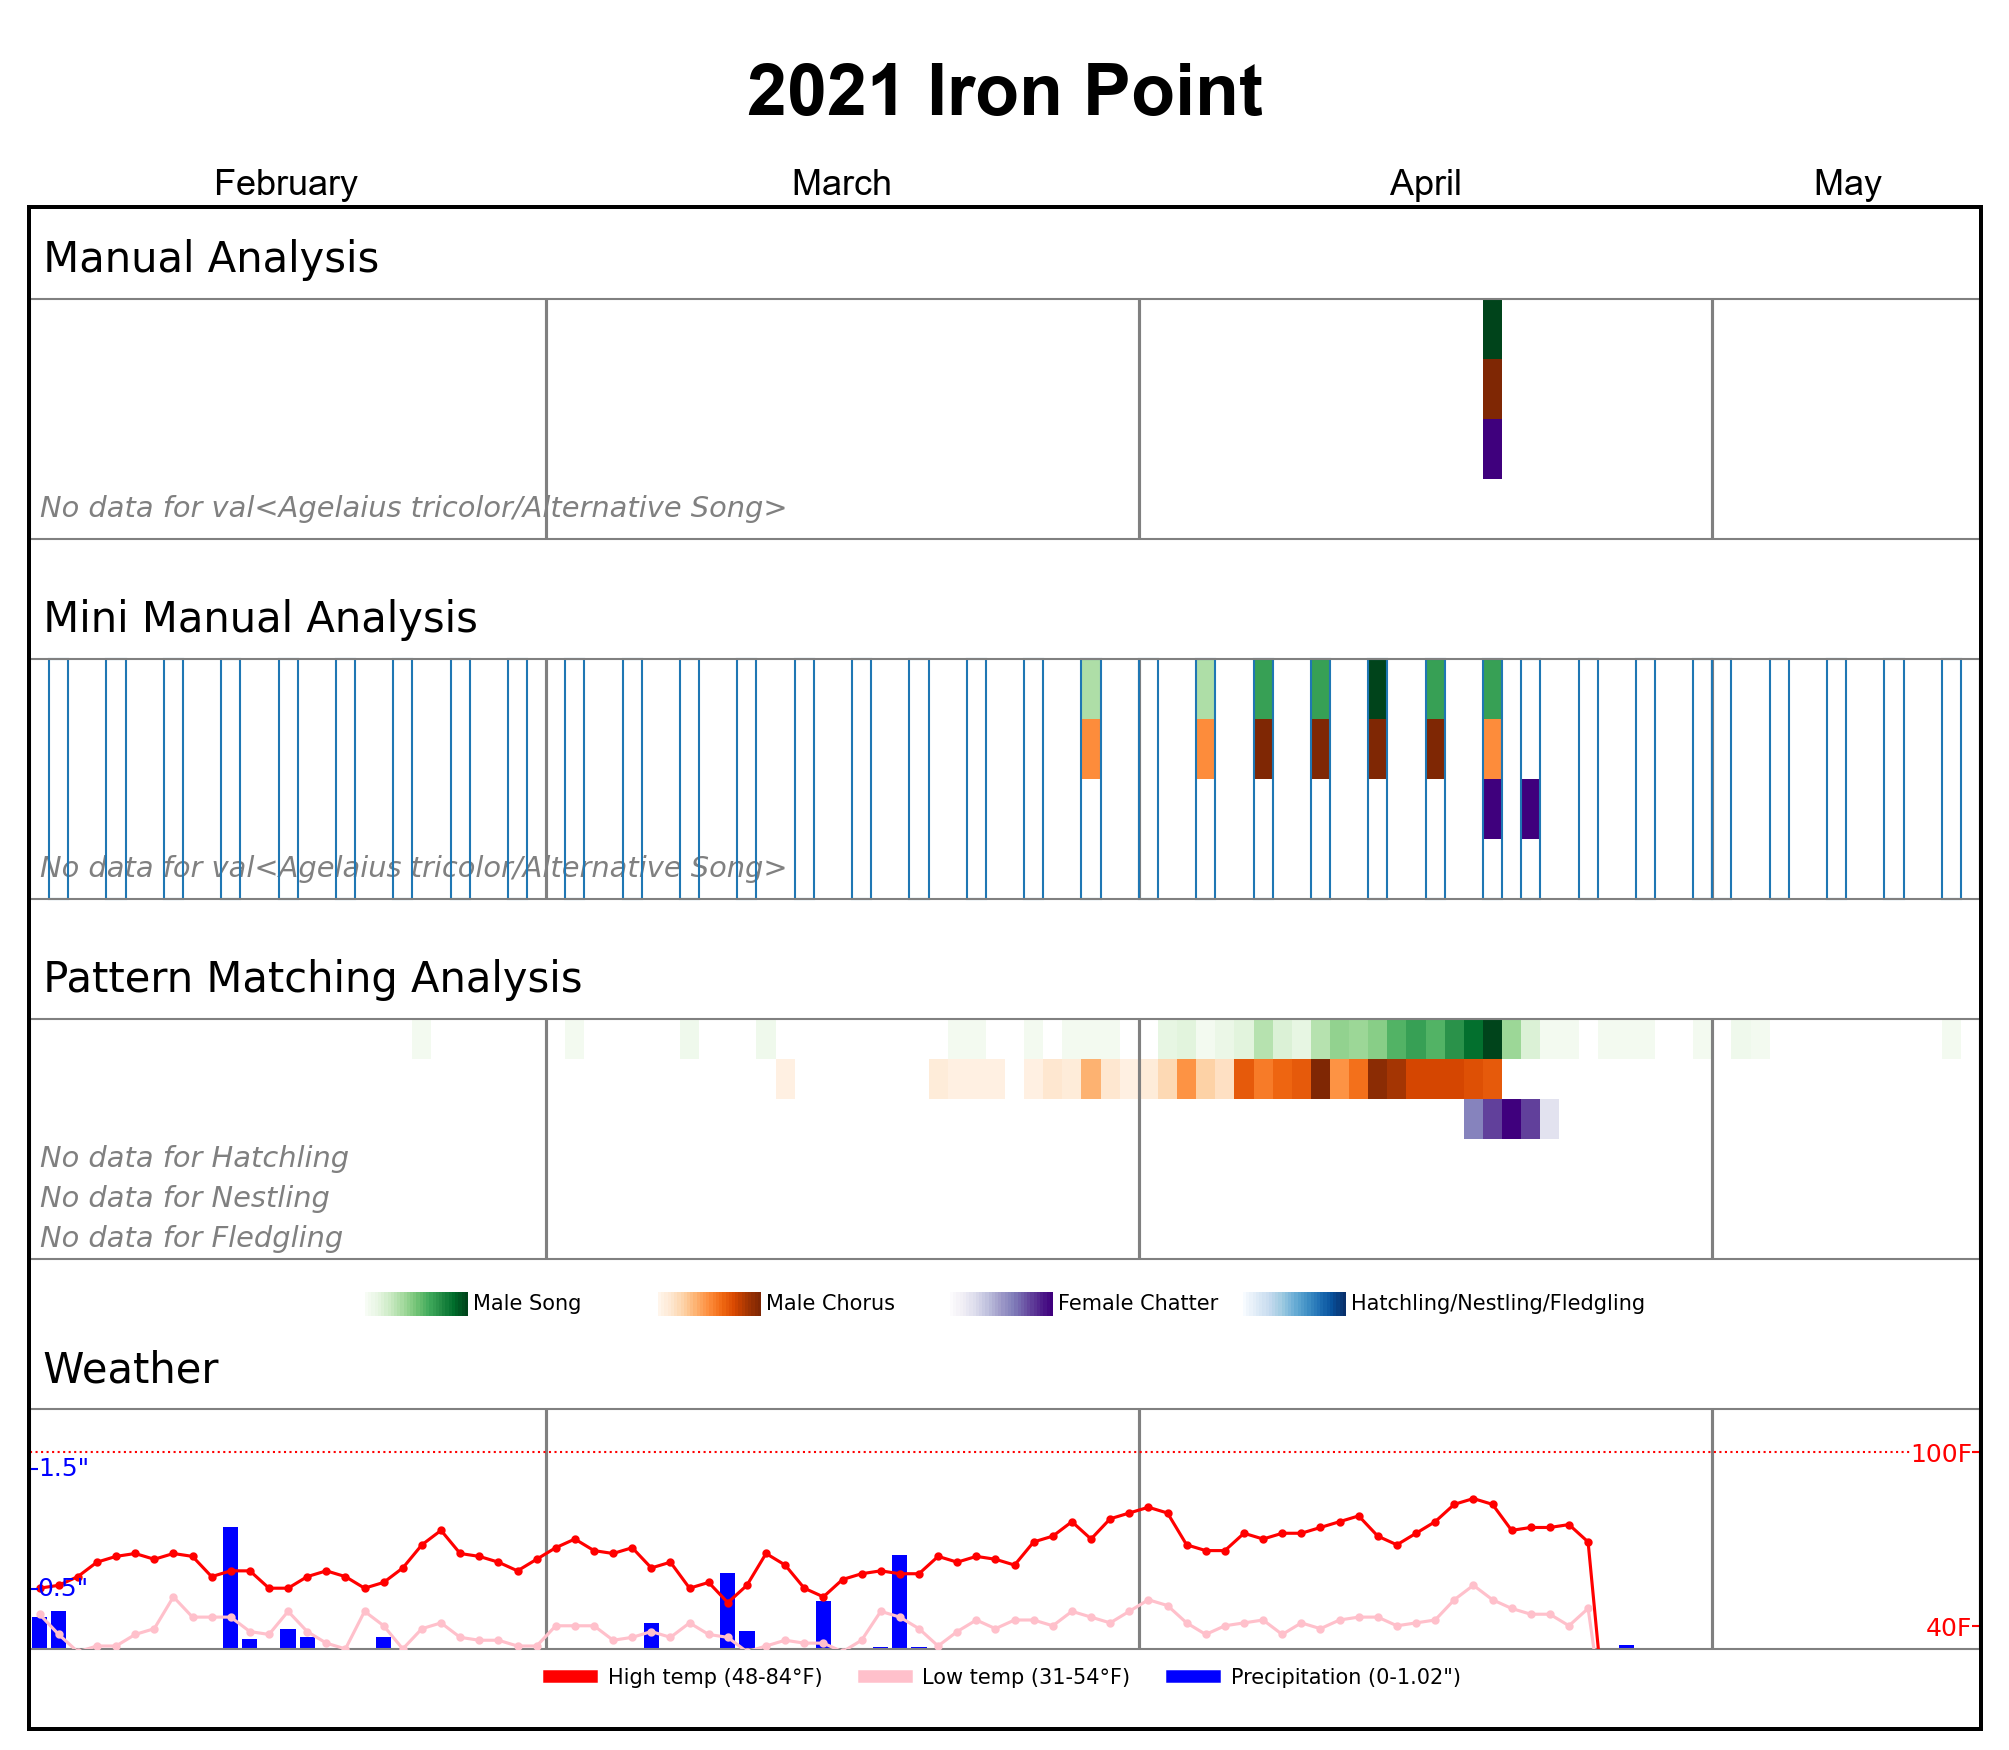 2021 Iron Point
February March April May
Manual Analysis
No data for val<Agelaius tricolor/Alternative Song>
Mini Manual Analysis
No data for val<Agelaius tricolor/Alternative Song>
Pattern Matching Analysis
No data for Hatchling
No data for Nestling
No data for Fledgling
Male Song Male Chorus Female Chatter Hatchling/Nestling/Fledgling
Weather
100F
1.5"
0.5"
40F
High temp (48-84°F) Low temp (31-54°F) Precipitation (0-1.02")